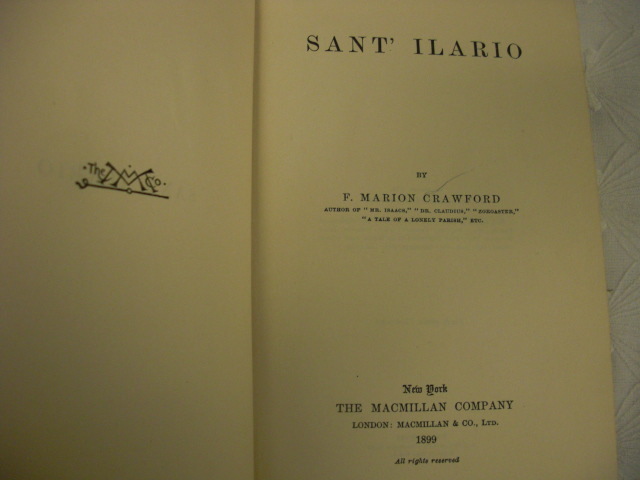 The M Co.
SANT' ILARIO
BY
F. MARION CRAWFORD
AUTHOR OF "MR. ISAACS," "DR. CLAUDIUS," "ZOROASTER,"
"A TALE OF A LONELY PARISH," ETC.
New York
THE MACMILLAN COMPANY
LONDON: MACMILLAN & CO., LTD.
1899
All rights reserved